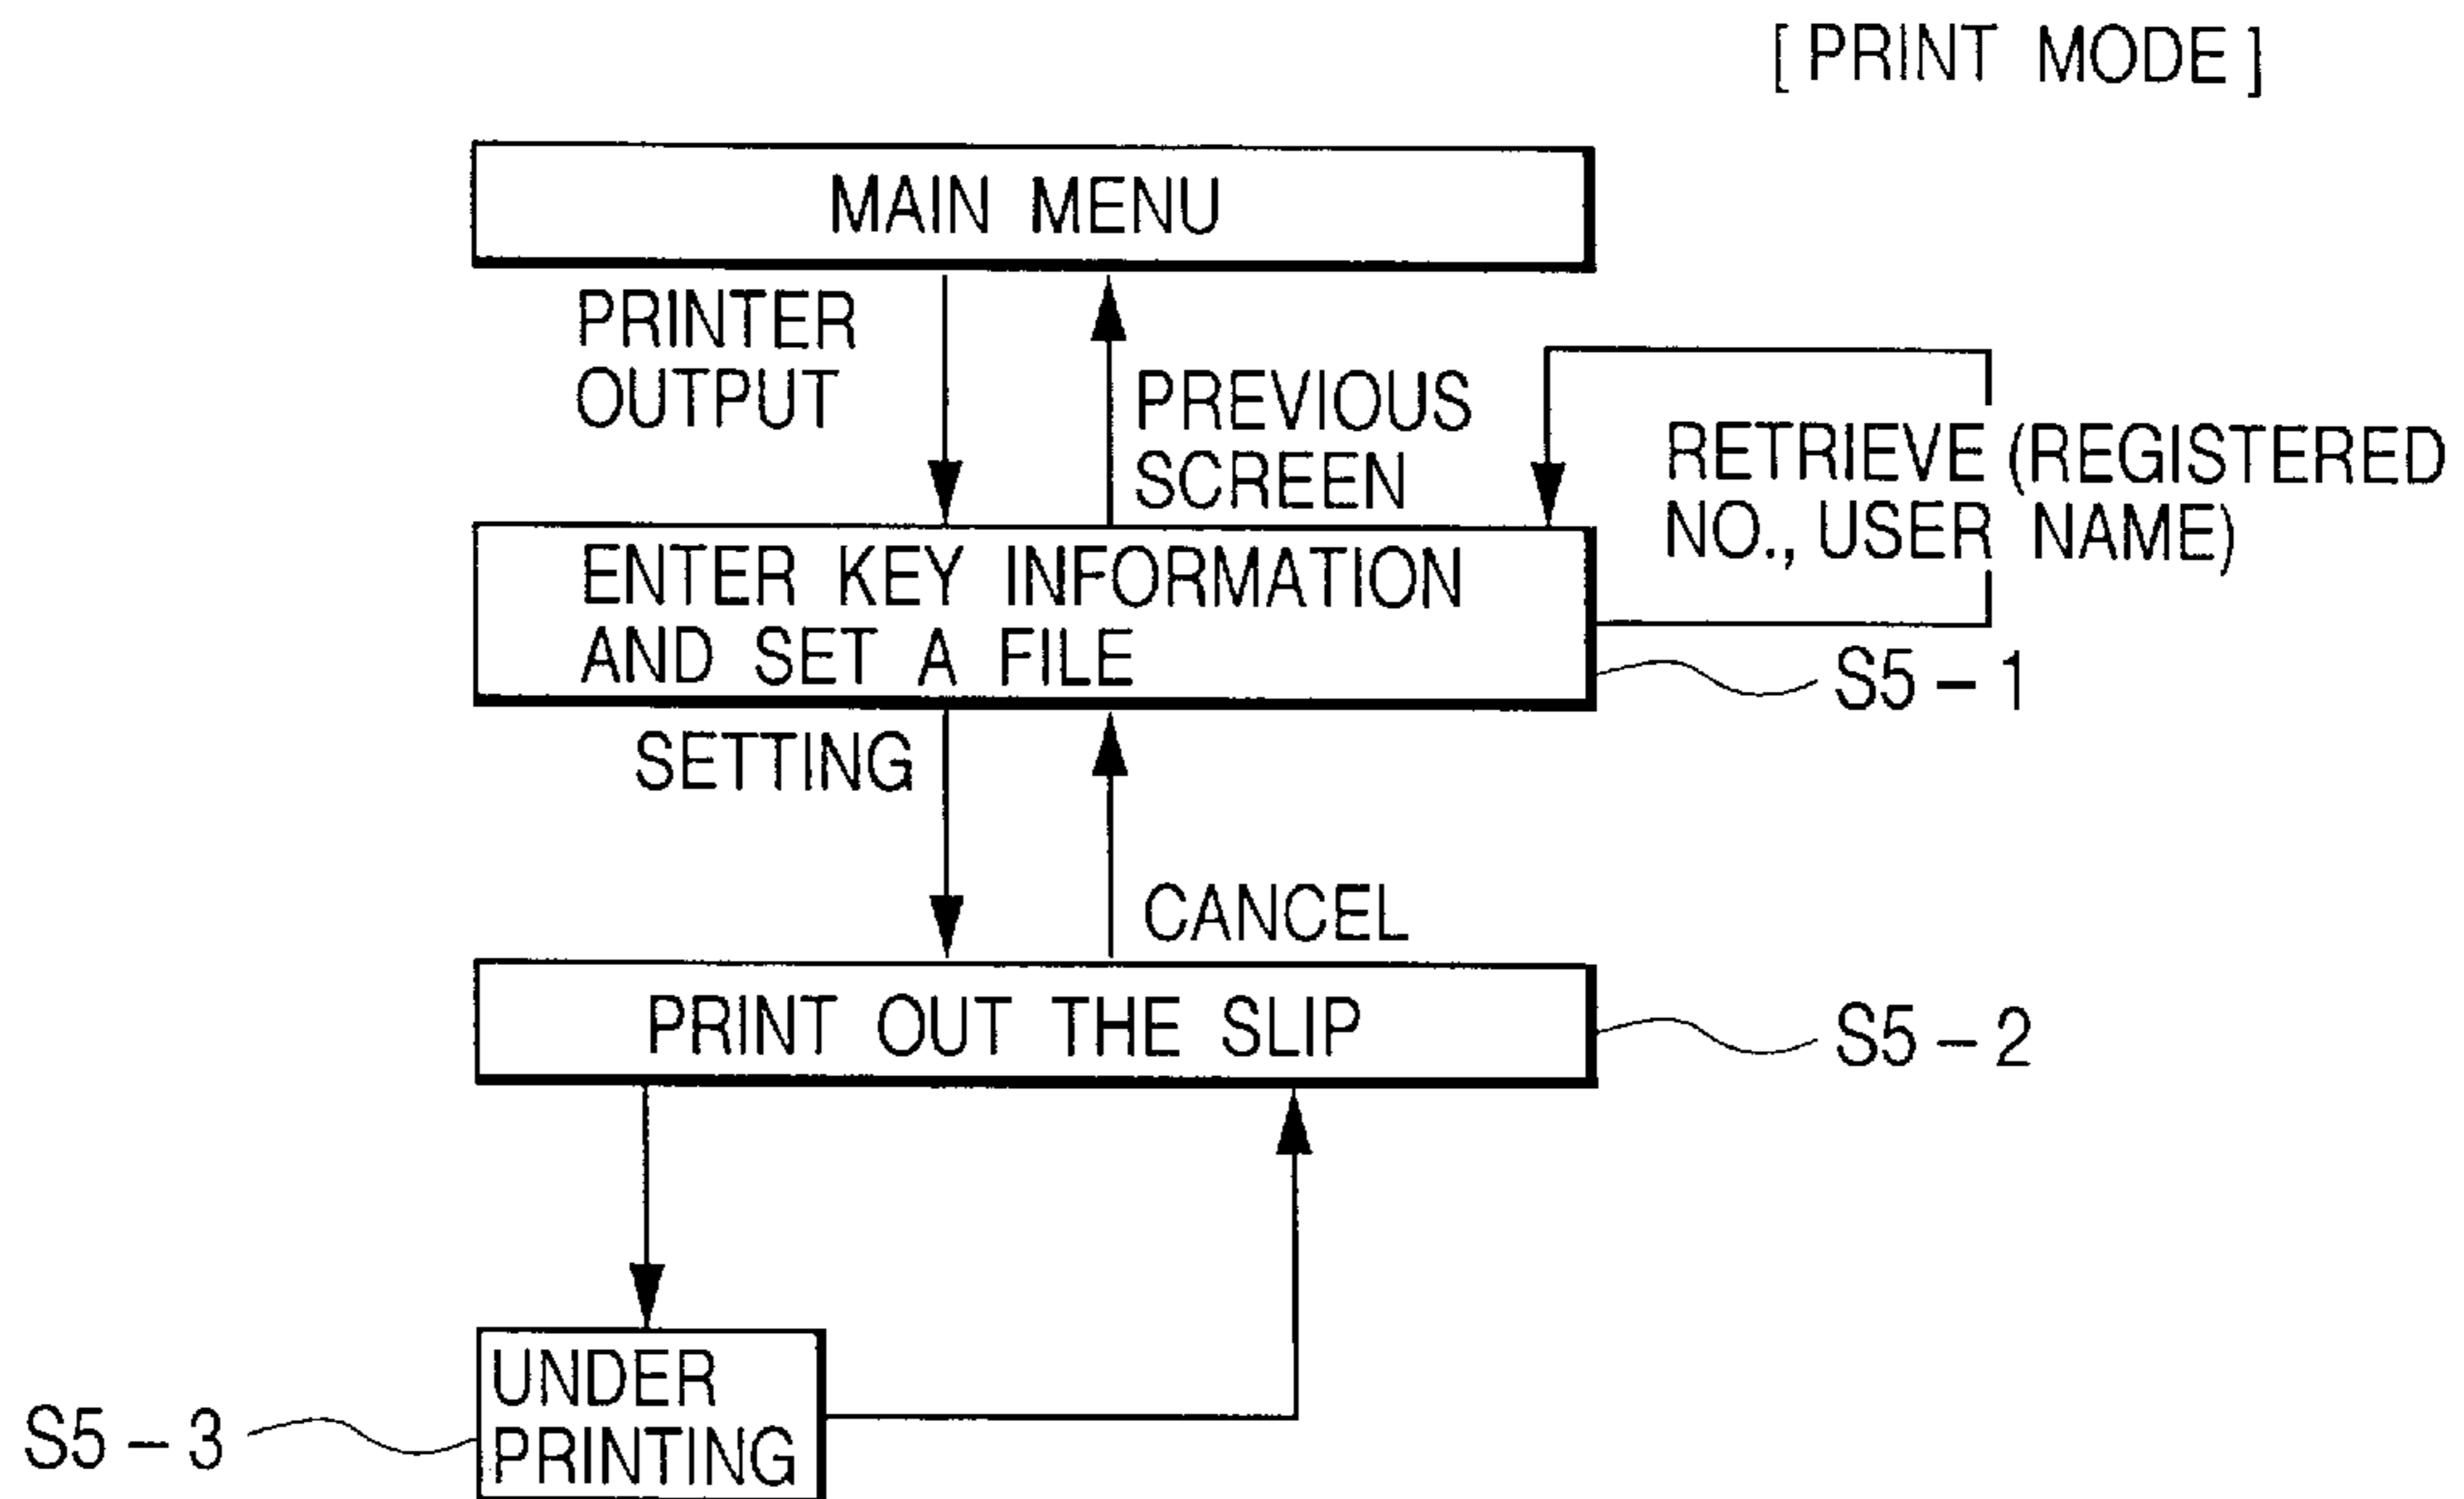 [ PRINT MODE ]
MAIN MENU
PRINTER
OUTPUT
PREVIOUS
SCREEN
RETRIEVE (REGISTERED
NO., USER NAME)
ENTER KEY INFORMATION
AND SET A FILE
S5-1
SETTING
CANCEL
PRINT OUT THE SLIP
S5-2
UNDER
PRINTING
S5-3